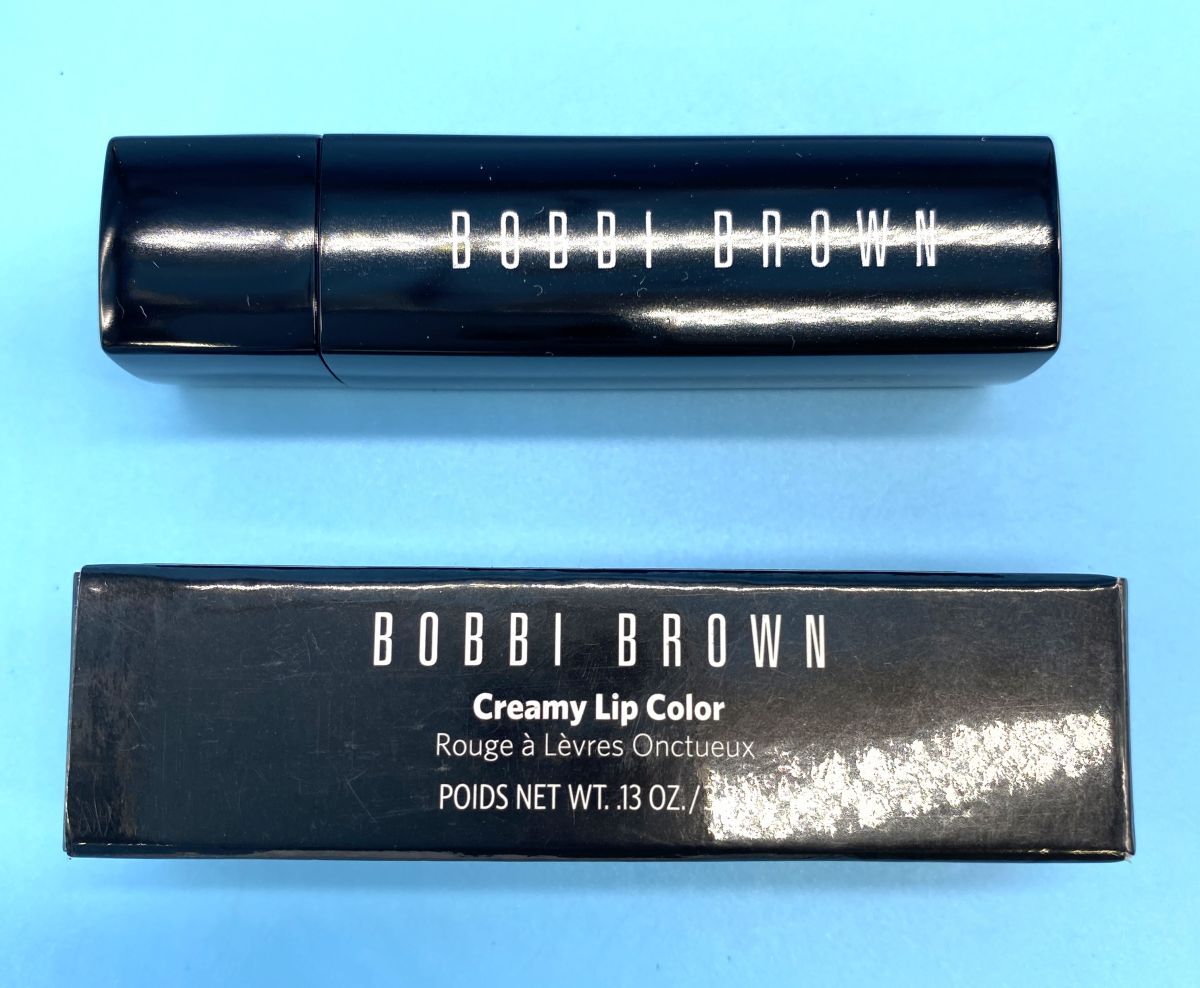 BOBBI BROWN
BOBBI BROWN
Creamy Lip Color
Rouge à Lèvres Onctueux
POIDS NET WT. .13 OZ./